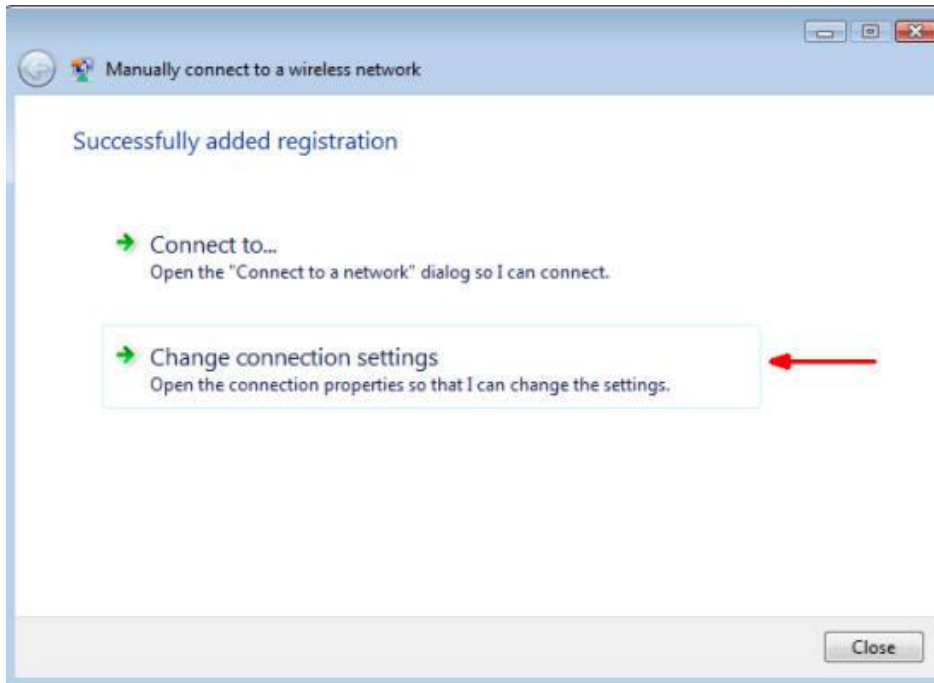 Manually connect to a wireless network
Successfully added registration
Connect to...
Open the "Connect to a network" dialog so I can connect.
Change connection settings
Open the connection properties so that I can change the settings.
Close